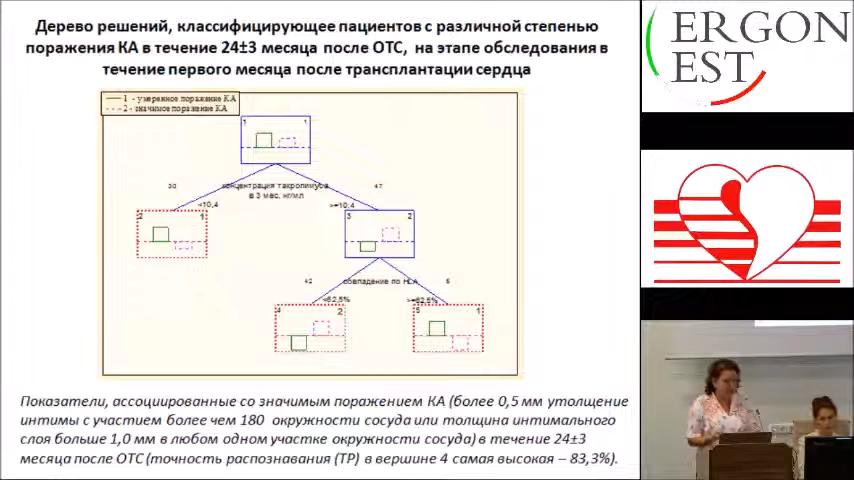 Дерево решений, классифицирующее пациентов с различной степенью
поражения КА в течение 24±3 месяца после ОТС, на этапе обследования в
течение первого месяца после трансплантации сердца
1 - умеренное поражение КА
2 - значимое поражение КА
1 1
30 концентрация такролимуса 47
в 3 мес, нг/мл
<10,4 >=10,4
2 1 3 2
42 совпадение по HLA 5
<62,5% >=62,5%
4 2 5 1
Показатели, ассоциированные со значимым поражением КА (более 0,5 мм утолщение
интимы с участием более чем 180 окружности сосуда или толщина интимального
слоя больше 1,0 мм в любом одном участке окружности сосуда) в течение 24±3
месяца после ОТС (точность распознавания (ТР) в вершине 4 самая высокая – 83,3%).
ERGON
EST